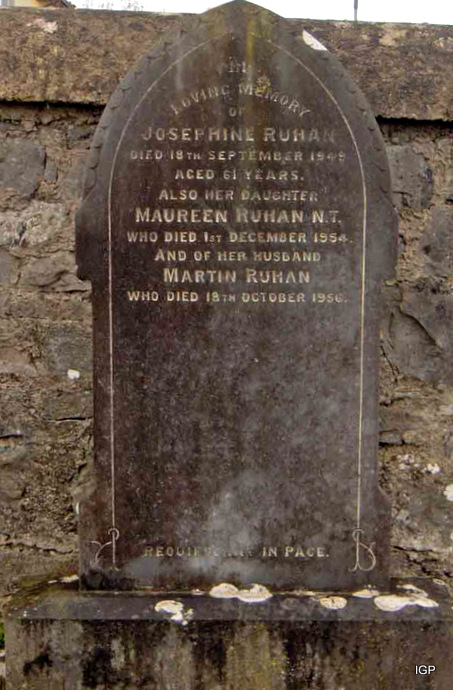 IN
LOVING MEMORY
OF
JOSEPHINE RUHAN
DIED 18TH SEPTEMBER 1949
AGED 61 YEARS.
ALSO HER DAUGHTER
MAUREEN RUHAN N.T.
WHO DIED 1ST DECEMBER 1954.
AND OF HER HUSBAND
MARTIN RUHAN
WHO DIED 18TH OCTOBER 1956.
REQUIESCANT IN PACE.
IGP